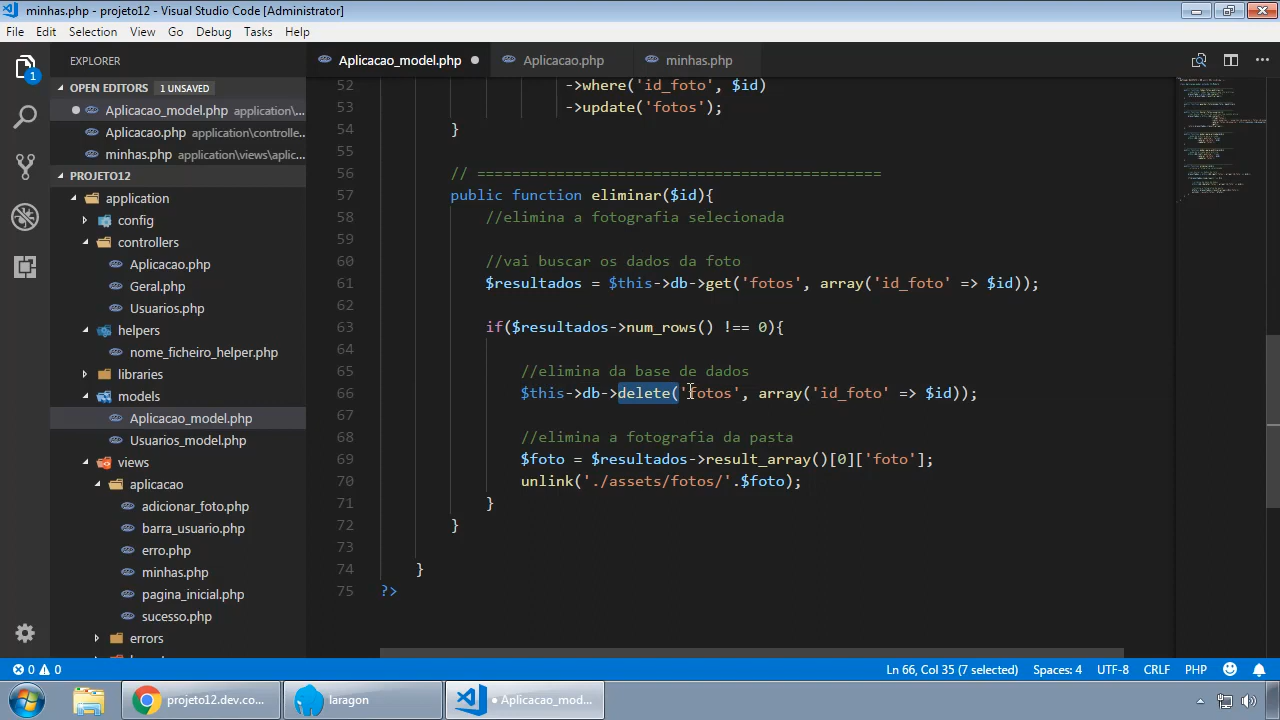 minhas.php - projeto12 - Visual Studio Code [Administrator]
File Edit Selection View Go Debug Tasks Help
EXPLORER
Aplicacao_model.php
Aplicacao.php
minhas.php
OPEN EDITORS 1 UNSAVED
Aplicacao_model.php application\...
Aplicacao.php application\controlle...
minhas.php application\views\aplic...
PROJETO12
application
config
controllers
Aplicacao.php
Geral.php
Usuarios.php
helpers
nome_ficheiro_helper.php
libraries
models
Aplicacao_model.php
Usuarios_model.php
views
aplicacao
adicionar_foto.php
barra_usuario.php
erro.php
minhas.php
pagina_inicial.php
sucesso.php
errors
52 ->where('id_foto', $id)
53 ->update('fotos');
54 }
55
56 // ==============================================
57 public function eliminar($id){
58 //elimina a fotografia selecionada
59
60 //vai buscar os dados da foto
61 $resultados = $this->db->get('fotos', array('id_foto' => $id));
62
63 if($resultados->num_rows() !== 0){
64
65 //elimina da base de dados
66 $this->db->delete('fotos', array('id_foto' => $id));
67
68 //elimina a fotografia da pasta
69 $foto = $resultados->result_array()[0]['foto'];
70 unlink('./assets/fotos/'.$foto);
71 }
72 }
73
74 }
75 ?>
1
0 0
Ln 66, Col 35 (7 selected) Spaces: 4 UTF-8 CRLF PHP
projeto12.dev.co...
laragon
• Aplicacao_mod...